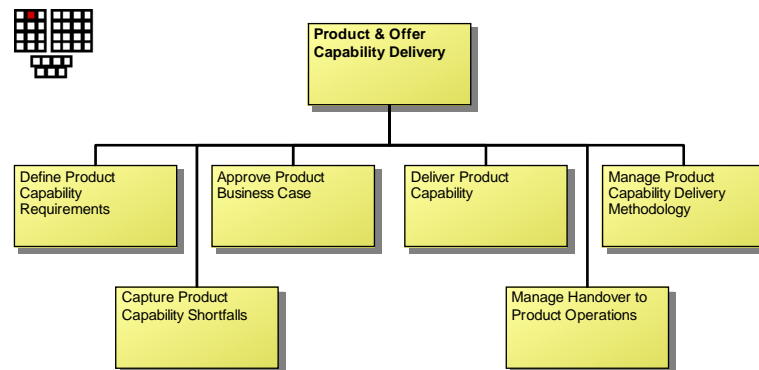 Product & Offer
Capability Delivery
Define Product
Capability
Requirements
Approve Product
Business Case
Deliver Product
Capability
Manage Product
Capability Delivery
Methodology
Capture Product
Capability Shortfalls
Manage Handover to
Product Operations